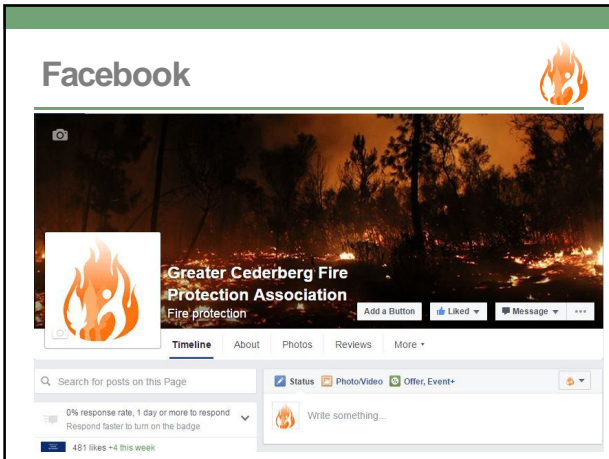 Facebook
Greater Cederberg Fire
Protection Association
Fire protection
Add a Button
Liked
Message
Timeline
About
Photos
Reviews
More
Search for posts on this Page
Status
Photo/Video
Offer, Event+
0% response rate, 1 day or more to respond
Respond faster to turn on the badge
Write something...
481 likes +4 this week